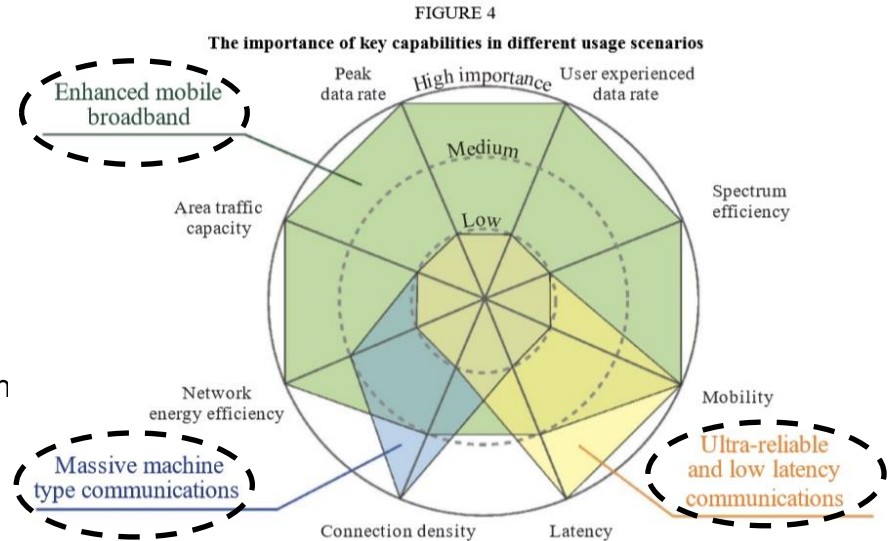 FIGURE 4
The importance of key capabilities in different usage scenarios
Peak
data rate
High importance
User experienced
data rate
Enhanced mobile
broadband
Medium
Area traffic
capacity
Low
Spectrum
efficiency
Network
energy efficiency
Mobility
Massive machine
type communications
Ultra-reliable
and low latency
communications
Connection density
Latency